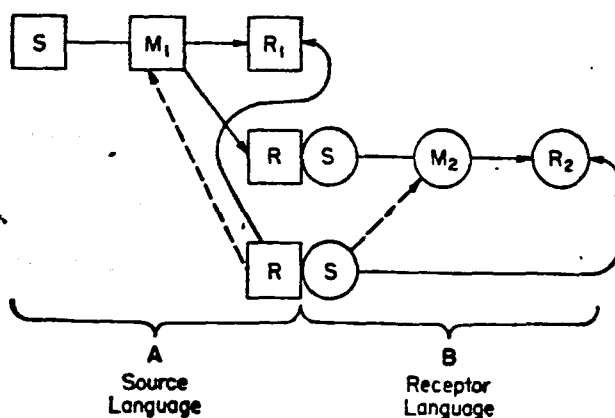 S M₁ R₁
R S M₂ R₂
R S
A B
Source Receptor
Language Language